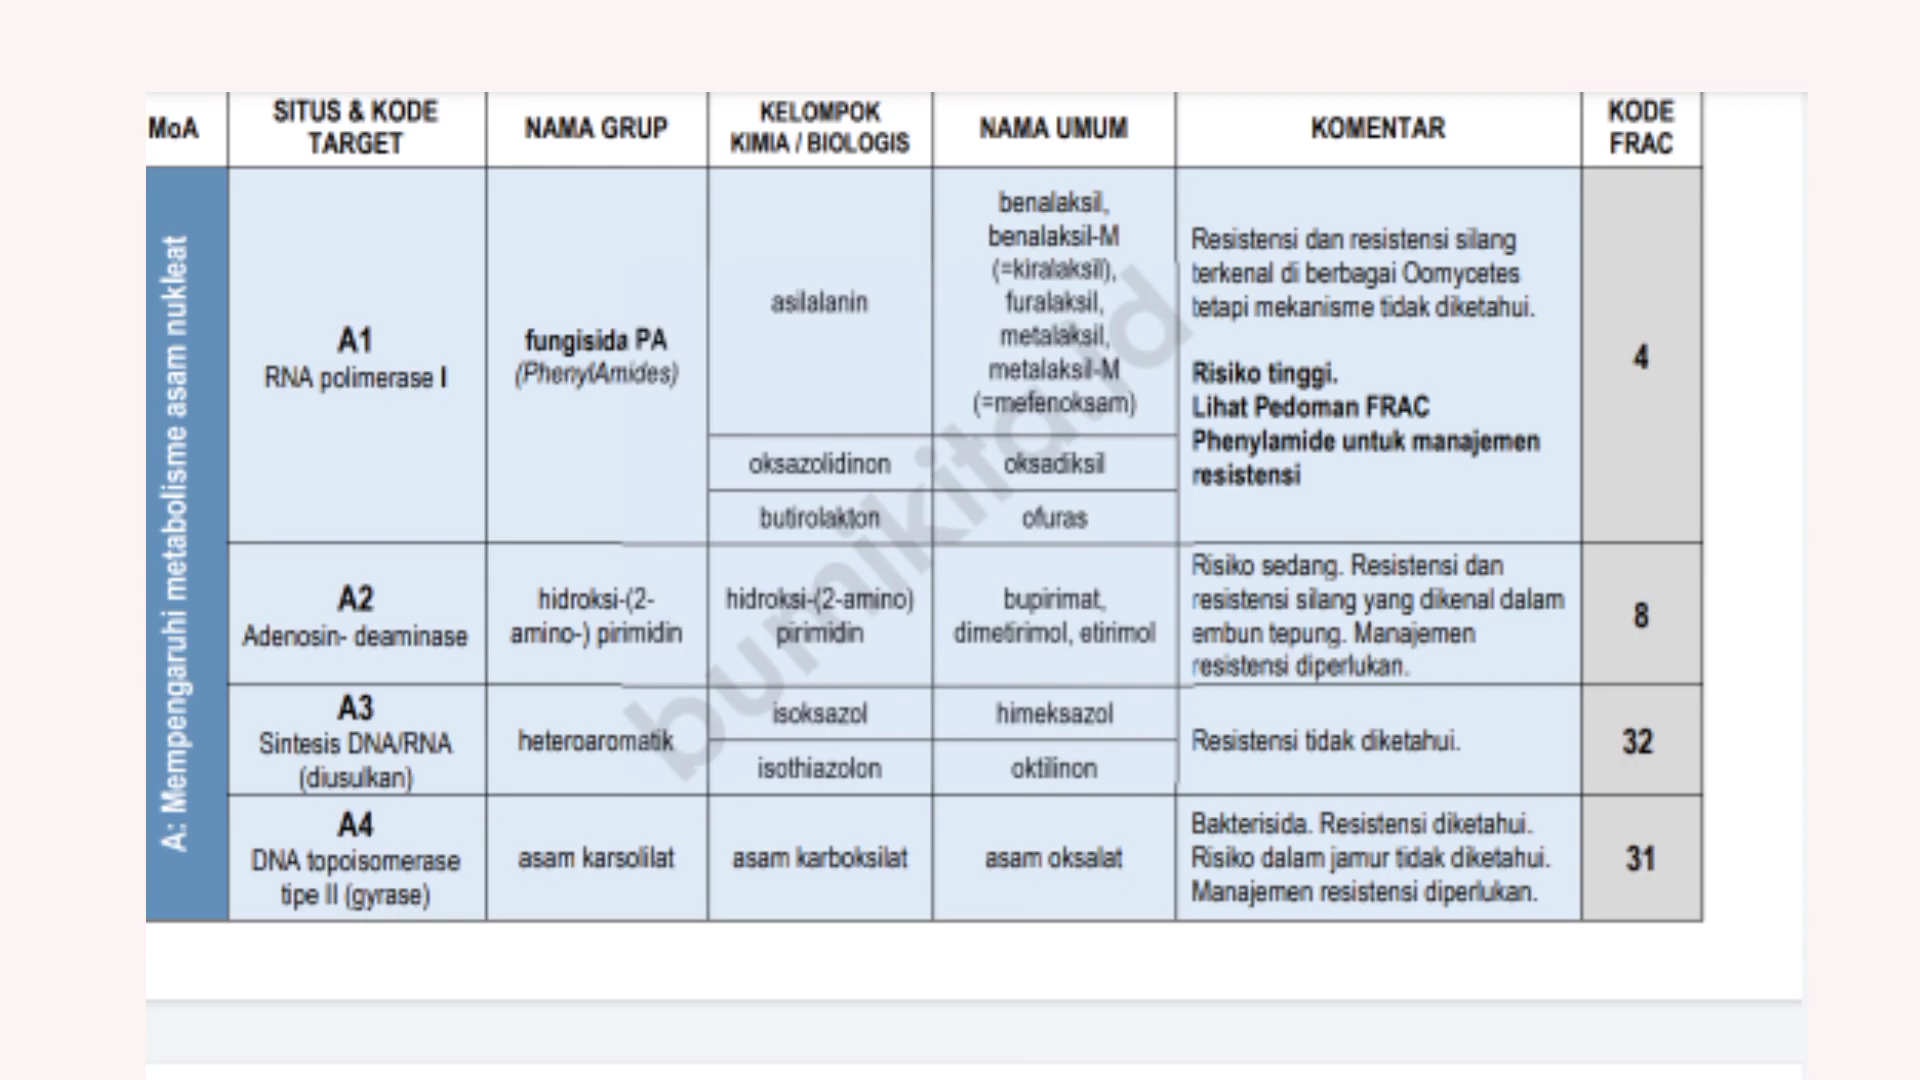 MoA
SITUS & KODE
TARGET
NAMA GRUP
KELOMPOK
KIMIA / BIOLOGIS
NAMA UMUM
KOMENTAR
KODE
FRAC
A: Mempengaruhi metabolisme asam nukleat
A1
RNA polimerase I
fungisida PA
(PhenylAmides)
asilalanin
benalaksil,
benalaksil-M
(=kiralaksil),
furalaksil,
metalaksil,
metalaksil-M
(=mefenoksam)
oksazolidinon
oksadiksil
butirolakton
ofuras
Resistensi dan resistensi silang
terkenal di berbagai Oomycetes
tetapi mekanisme tidak diketahui.
Risiko tinggi.
Lihat Pedoman FRAC
Phenylamide untuk manajemen
resistensi
4
A2
Adenosin- deaminase
hidroksi-(2-
amino-) pirimidin
hidroksi-(2-amino)
pirimidin
bupirimat,
dimetirimol, etirimol
Risiko sedang. Resistensi dan
resistensi silang yang dikenal dalam
embun tepung. Manajemen
resistensi diperlukan.
8
A3
Sintesis DNA/RNA
(diusulkan)
heteroaromatik
isoksazol
himeksazol
isothiazolon
oktilinon
Resistensi tidak diketahui.
32
A4
DNA topoisomerase
tipe II (gyrase)
asam karsolilat
asam karboksilat
asam oksalat
Bakterisida. Resistensi diketahui.
Risiko dalam jamur tidak diketahui.
Manajemen resistensi diperlukan.
31
bumikita.id